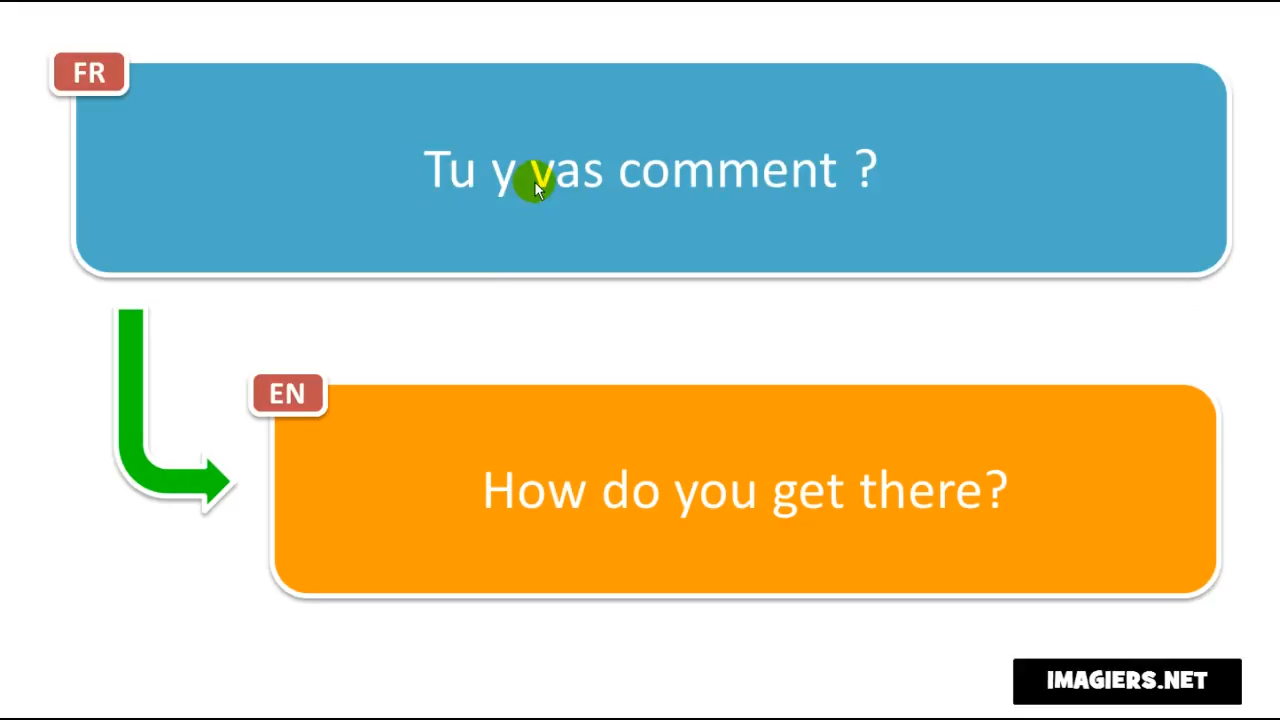 FR
Tu y vas comment ?
EN
How do you get there?
IMAGIERS.NET